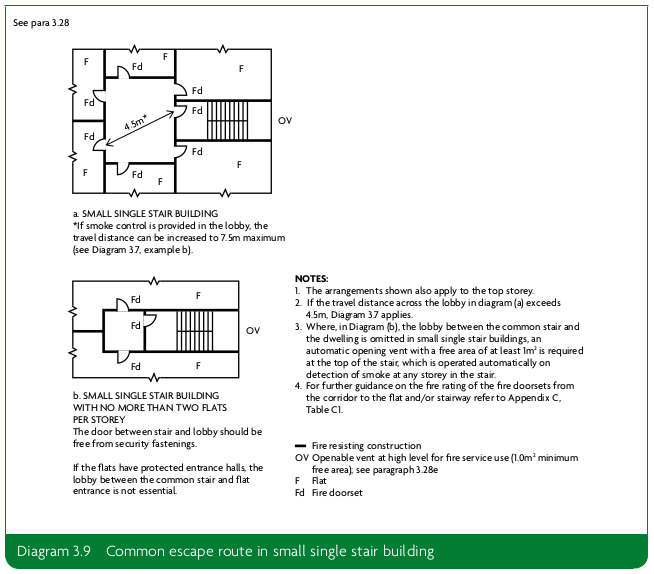 See para 3.28
F
F
F
Fd
Fd
Fd
Fd
4.5m*
OV
Fd
Fd
F
Fd
F
F
a. SMALL SINGLE STAIR BUILDING
*If smoke control is provided in the lobby, the
travel distance can be increased to 7.5m maximum
(see Diagram 3.7, example b).
Fd
F
Fd
OV
Fd
F
b. SMALL SINGLE STAIR BUILDING
WITH NO MORE THAN TWO FLATS
PER STOREY
The door between stair and lobby should be
free from security fastenings.
If the flats have protected entrance halls, the
lobby between the common stair and flat
entrance is not essential.
NOTES:
1. The arrangements shown also apply to the top storey.
2. If the travel distance across the lobby in diagram (a) exceeds
4.5m, Diagram 3.7 applies.
3. Where, in Diagram (b), the lobby between the common stair and
the dwelling is omitted in small single stair buildings, an
automatic opening vent with a free area of at least 1m² is required
at the top of the stair, which is operated automatically on
detection of smoke at any storey in the stair.
4. For further guidance on the fire rating of the fire doorsets from
the corridor to the flat and/or stairway refer to Appendix C,
Table C1.
Fire resisting construction
OV Openable vent at high level for fire service use (1.0m² minimum
free area); see paragraph 3.28e
F Flat
Fd Fire doorset
Diagram 3.9 Common escape route in small single stair building